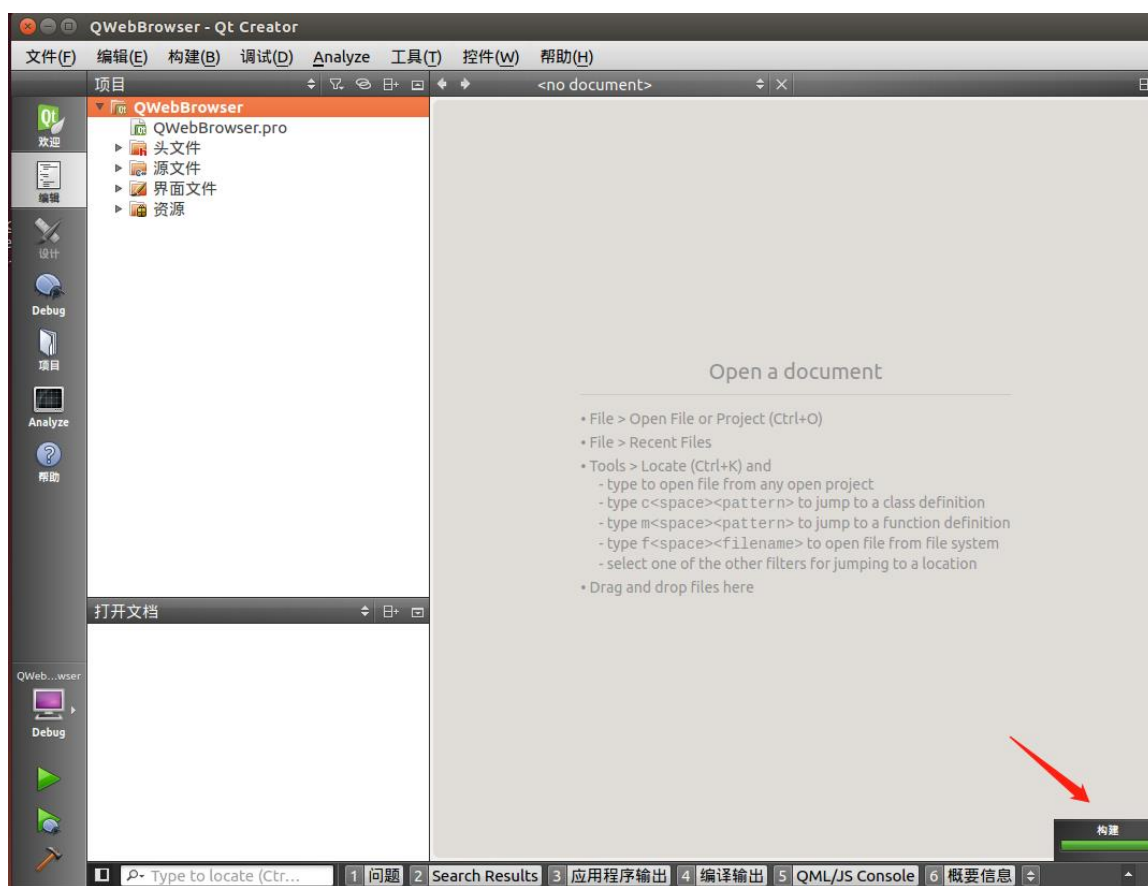 QWebBrowser - Qt Creator
文件(F) 编辑(E) 构建(B) 调试(D) Analyze 工具(T) 控件(W) 帮助(H)
项目
<no document>
QWebBrowser
QWebBrowser.pro
头文件
源文件
界面文件
资源
Qt
欢迎
编辑
设计
Debug
项目
Analyze
帮助
Open a document
• File > Open File or Project (Ctrl+O)
• File > Recent Files
• Tools > Locate (Ctrl+K) and
- type to open file from any open project
- type c<space><pattern> to jump to a class definition
- type m<space><pattern> to jump to a function definition
- type f<space><filename> to open file from file system
- select one of the other filters for jumping to a location
• Drag and drop files here
打开文档
QWeb...wser
Debug
构建
Type to locate (Ctr...
1 问题 2 Search Results 3 应用程序输出 4 编译输出 5 QML/JS Console 6 概要信息